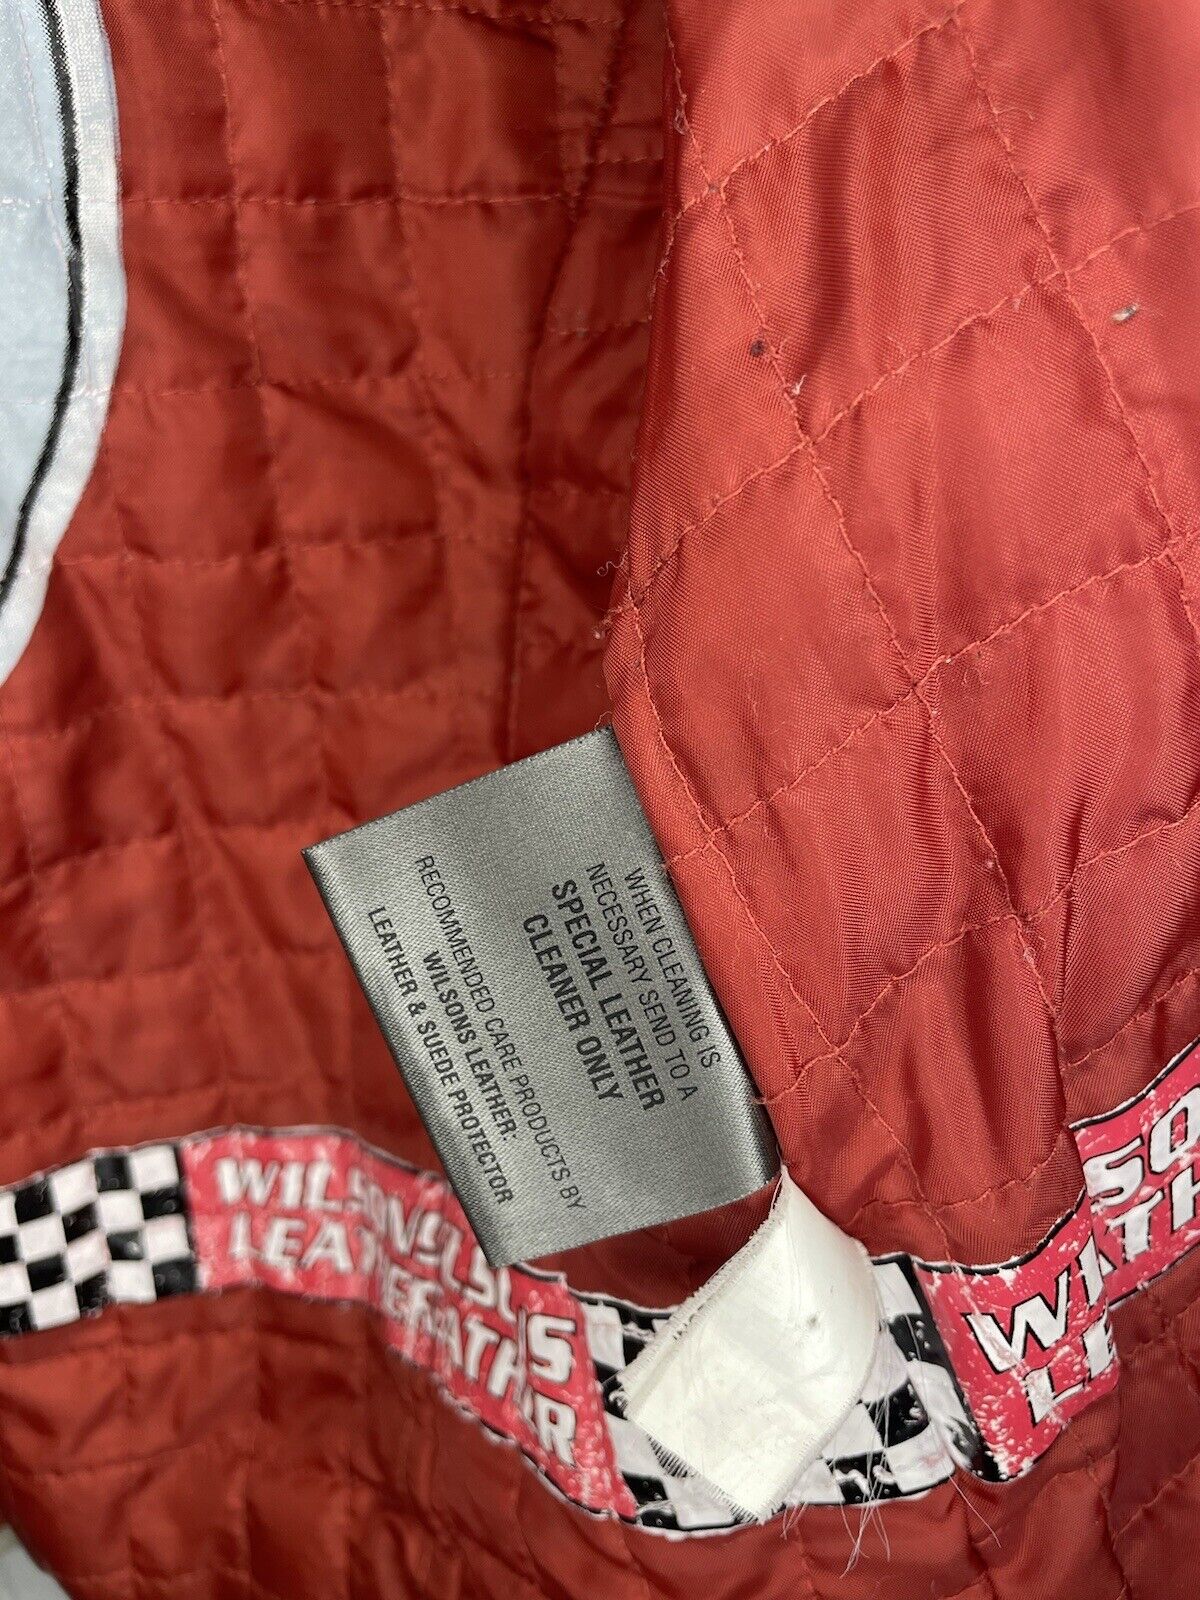 WHEN CLEANING IS
NECESSARY SEND TO A
SPECIAL LEATHER
CLEANER ONLY
RECOMMENDED CARE PRODUCTS BY
WILSONS LEATHER:
LEATHER & SUEDE PROTECTOR
WILSONS
LEATHER